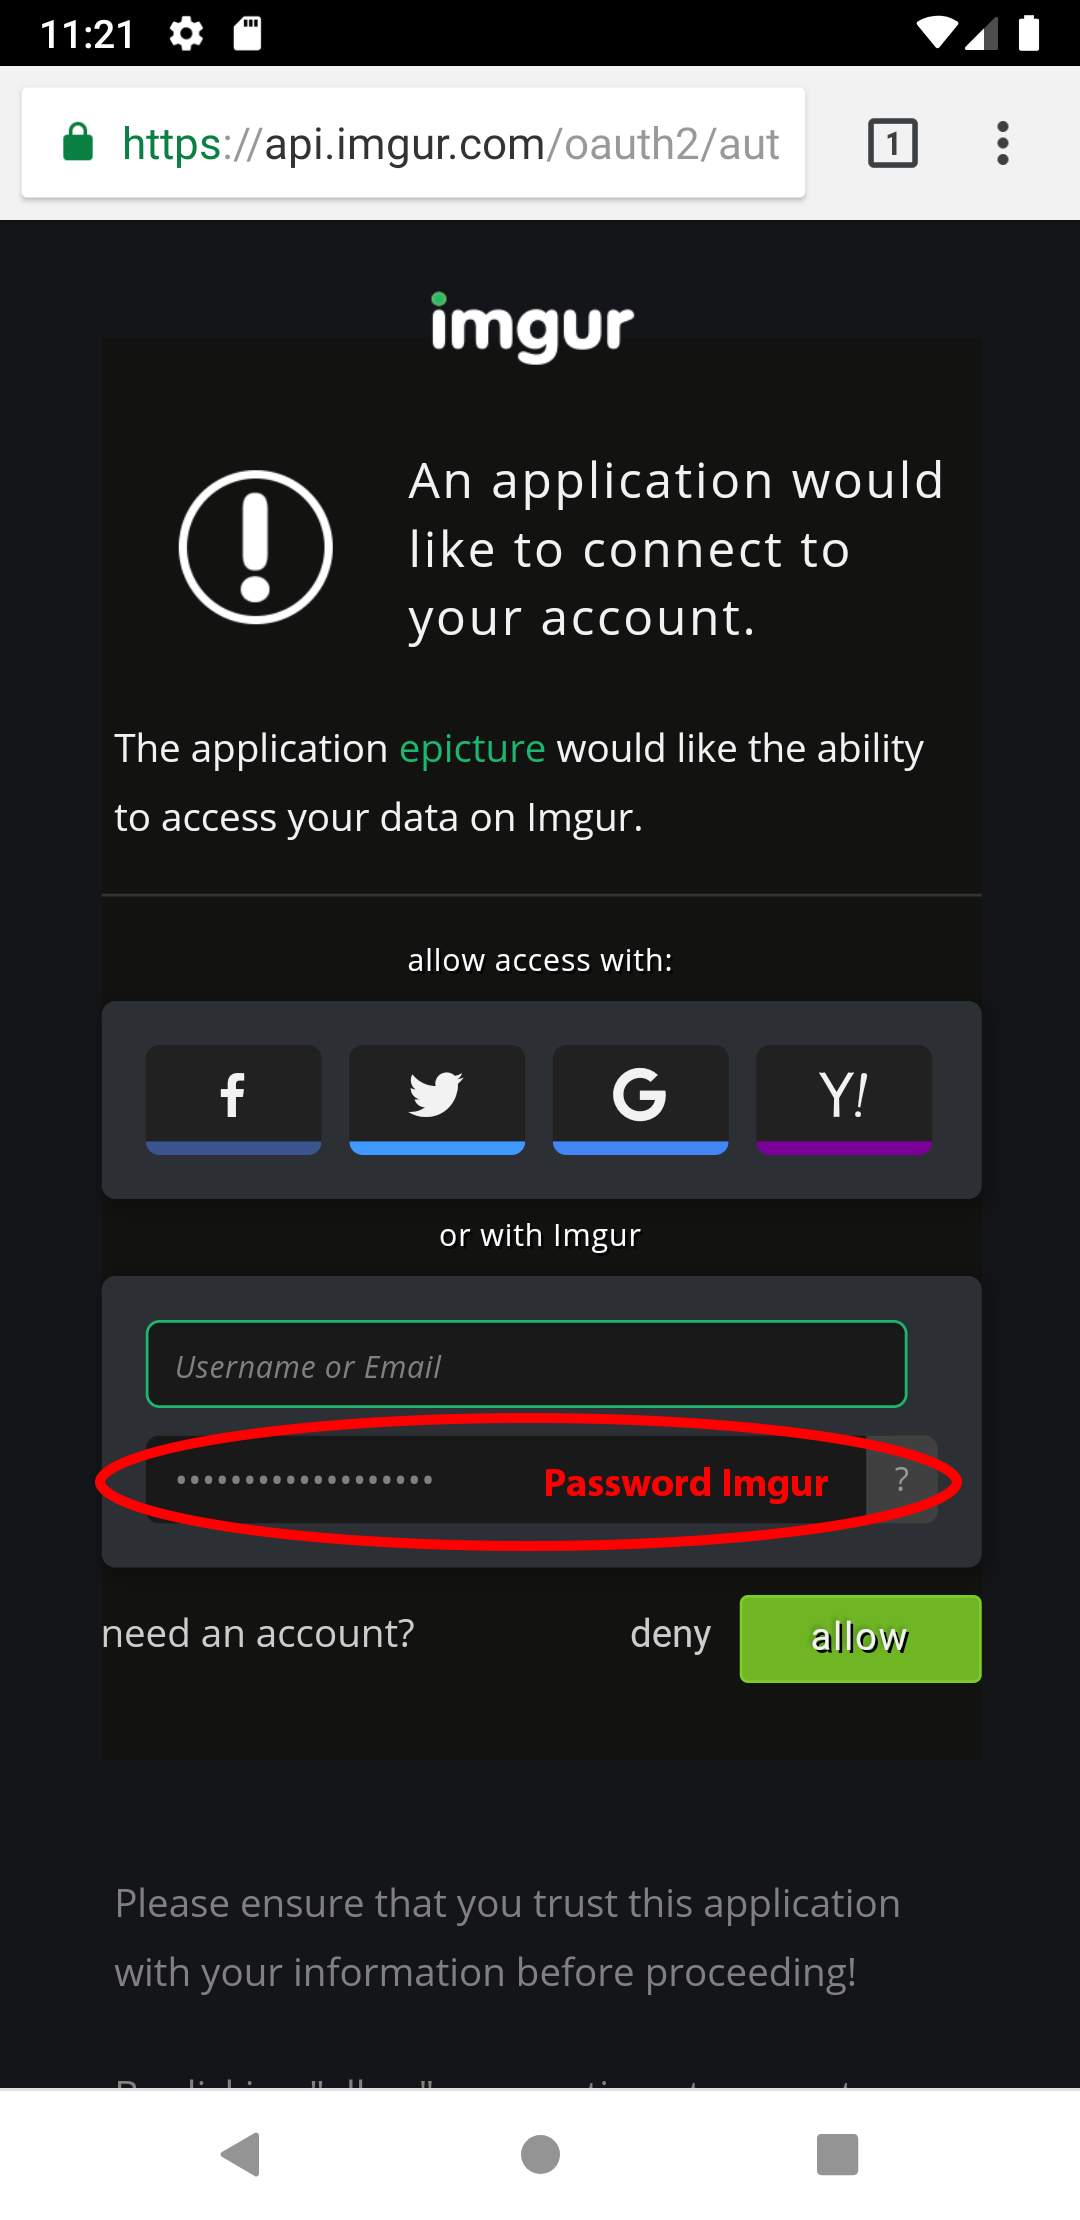 11:21
https://api.imgur.com/oauth2/aut
1
imgur
An application would
like to connect to
your account.
The application epicture would like the ability
to access your data on Imgur.
allow access with:
f
G
Y!
or with Imgur
Username or Email
••••••••••••••••••• Password Imgur ?
need an account? deny allow
Please ensure that you trust this application
with your information before proceeding!